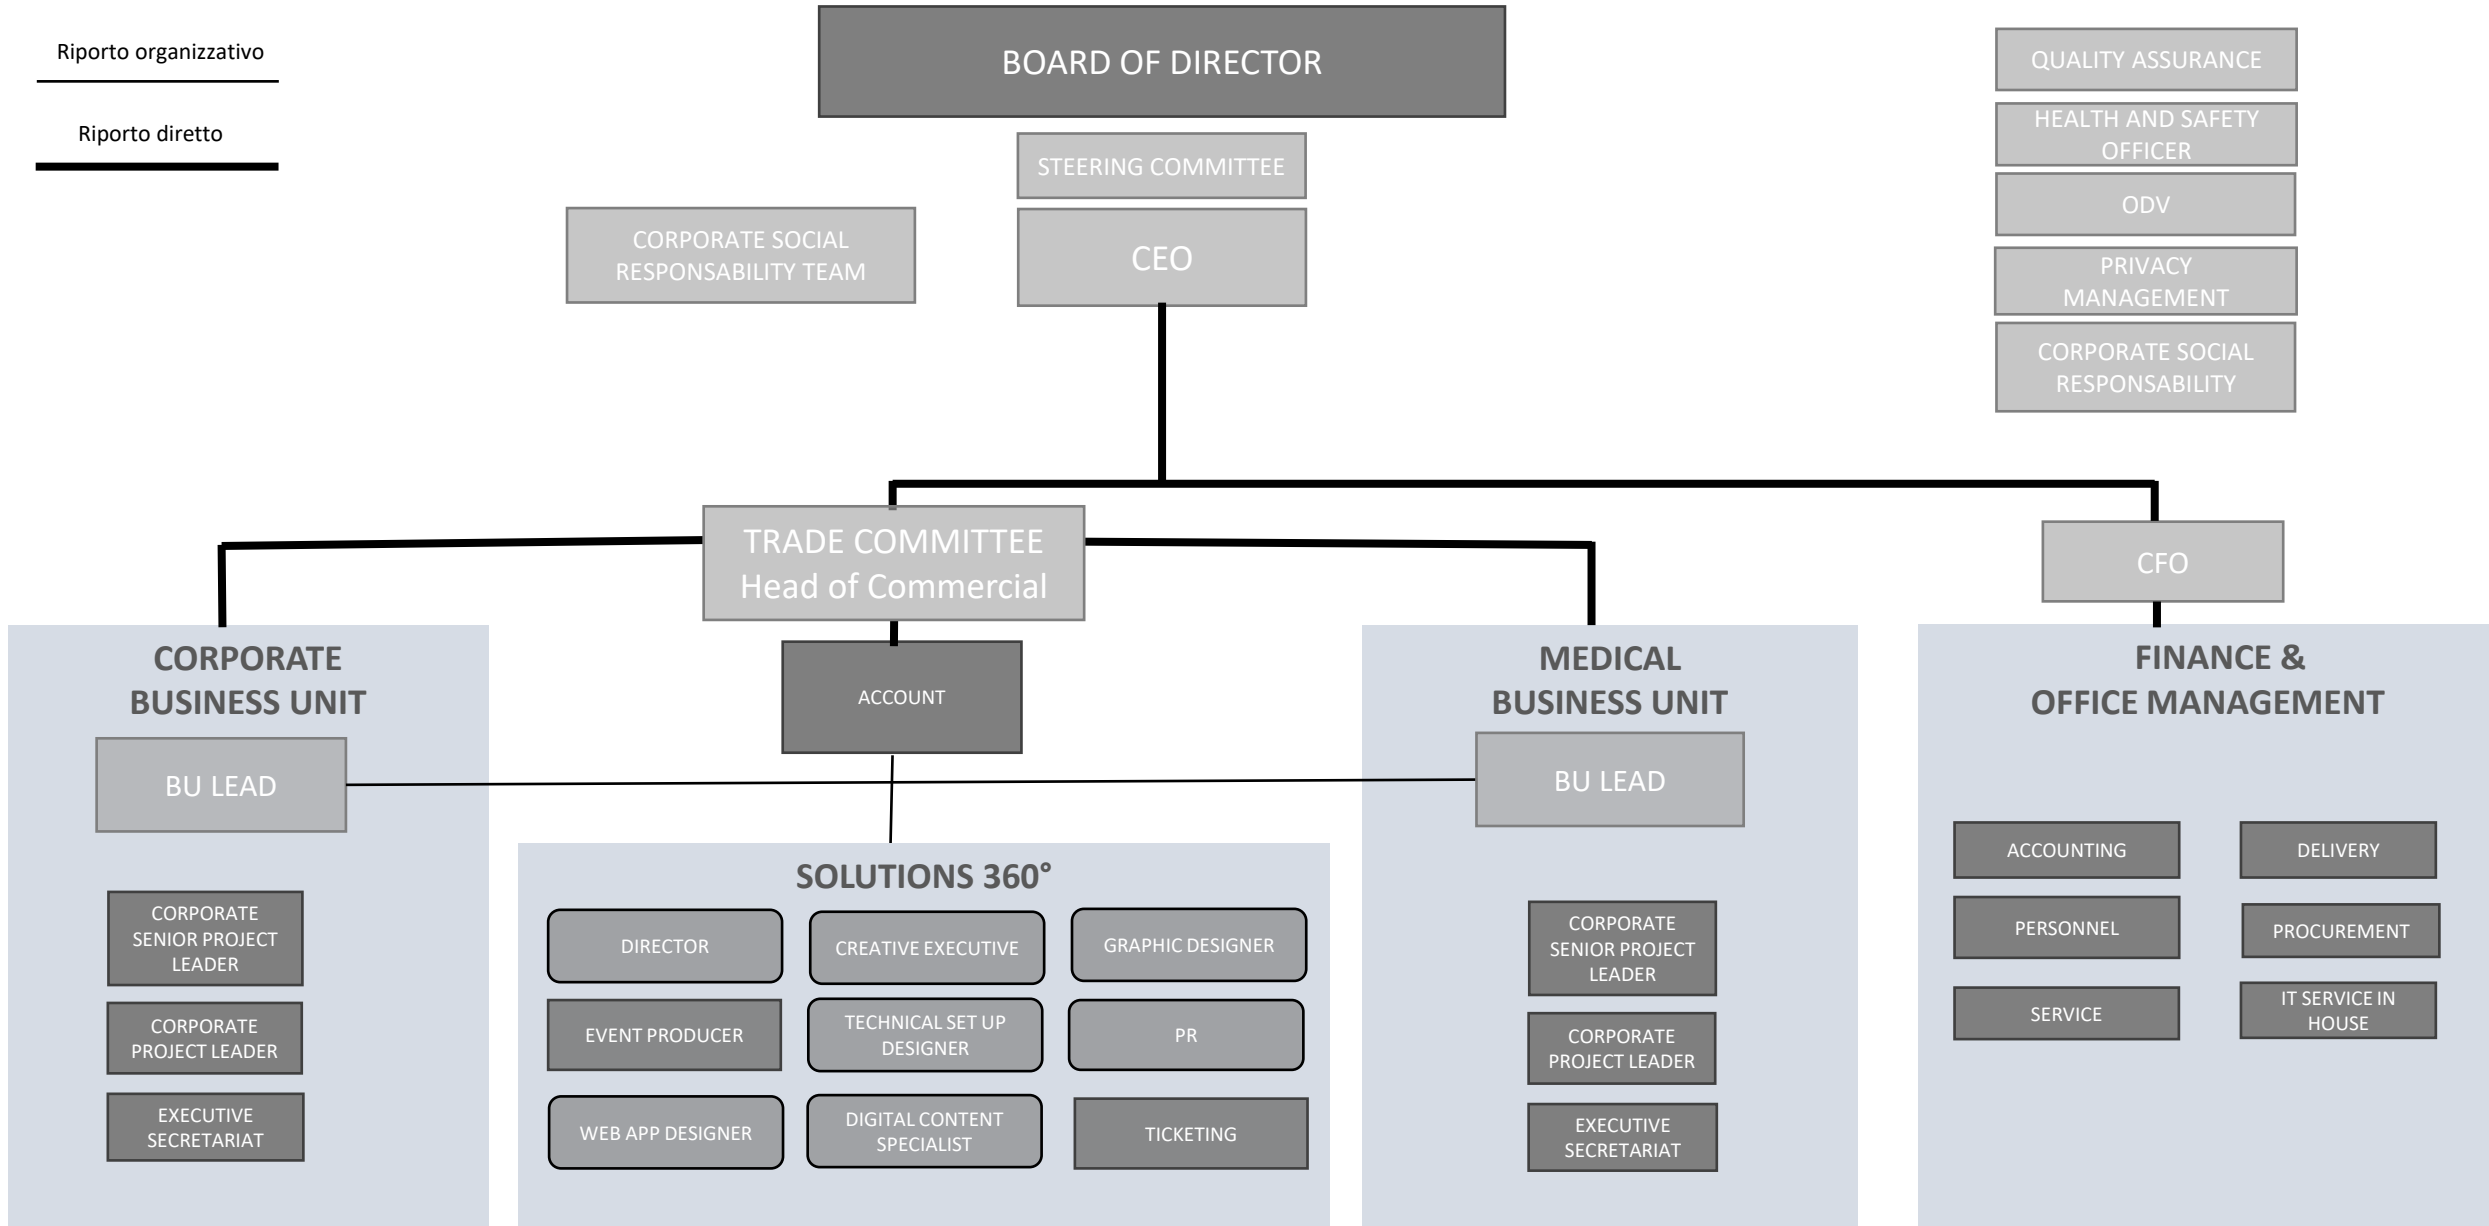 Riporto organizzativo
Riporto diretto
BOARD OF DIRECTOR
STEERING COMMITTEE
CEO
CORPORATE SOCIAL
RESPONSABILITY TEAM
QUALITY ASSURANCE
HEALTH AND SAFETY
OFFICER
ODV
PRIVACY
MANAGEMENT
CORPORATE SOCIAL
RESPONSABILITY
TRADE COMMITTEE
Head of Commercial
CFO
CORPORATE
BUSINESS UNIT
BU LEAD
CORPORATE
SENIOR PROJECT
LEADER
CORPORATE
PROJECT LEADER
EXECUTIVE
SECRETARIAT
ACCOUNT
SOLUTIONS 360°
DIRECTOR
CREATIVE EXECUTIVE
GRAPHIC DESIGNER
EVENT PRODUCER
TECHNICAL SET UP
DESIGNER
PR
WEB APP DESIGNER
DIGITAL CONTENT
SPECIALIST
TICKETING
MEDICAL
BUSINESS UNIT
BU LEAD
CORPORATE
SENIOR PROJECT
LEADER
CORPORATE
PROJECT LEADER
EXECUTIVE
SECRETARIAT
FINANCE &
OFFICE MANAGEMENT
ACCOUNTING
DELIVERY
PERSONNEL
PROCUREMENT
SERVICE
IT SERVICE IN
HOUSE